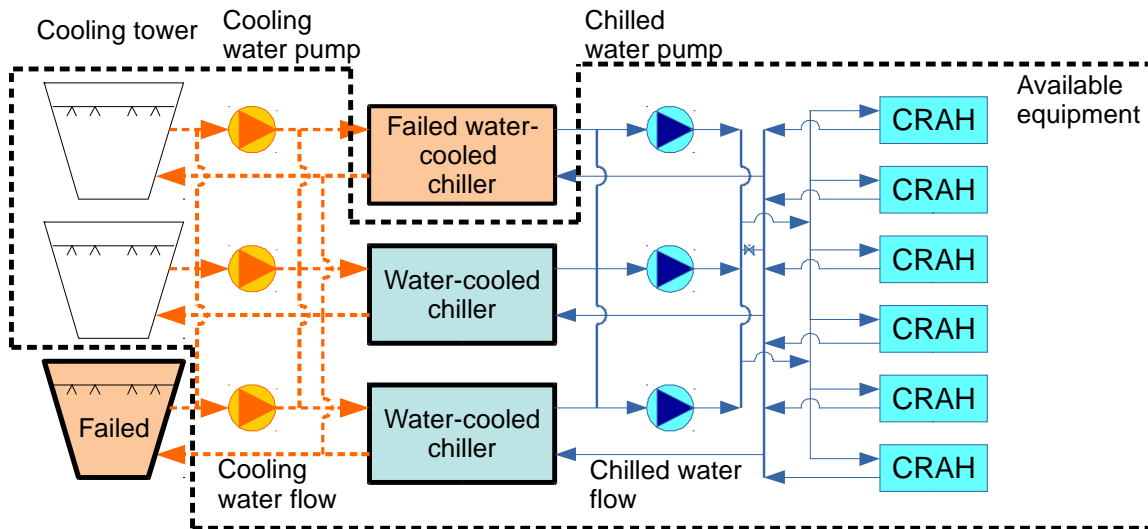 Cooling tower
Cooling
water pump
Chilled
water pump
Available
equipment
Failed water-
cooled
chiller
CRAH
CRAH
Water-cooled
chiller
CRAH
CRAH
Failed
Water-cooled
chiller
CRAH
CRAH
Cooling
water flow
Chilled water
flow